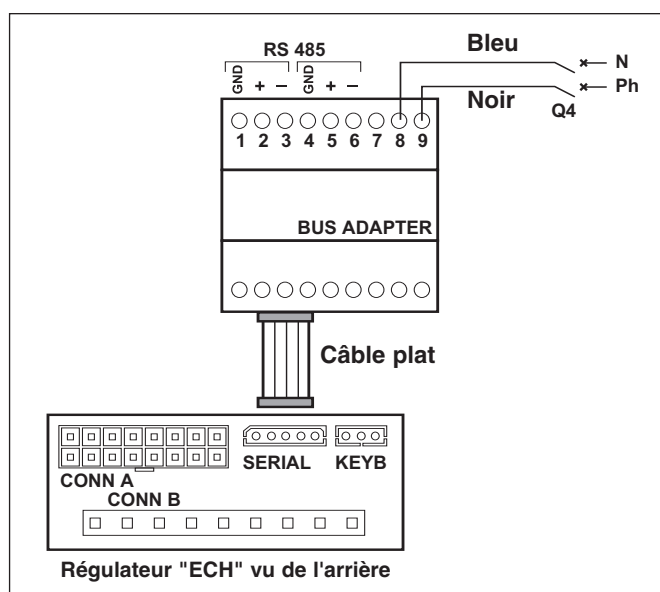 RS 485
GND + − GND + −
Bleu
N
Ph
Noir
Q4
1 2 3 4 5 6 7 8 9
BUS ADAPTER
Câble plat
SERIAL KEYB
CONN A
CONN B
Régulateur "ECH" vu de l'arrière